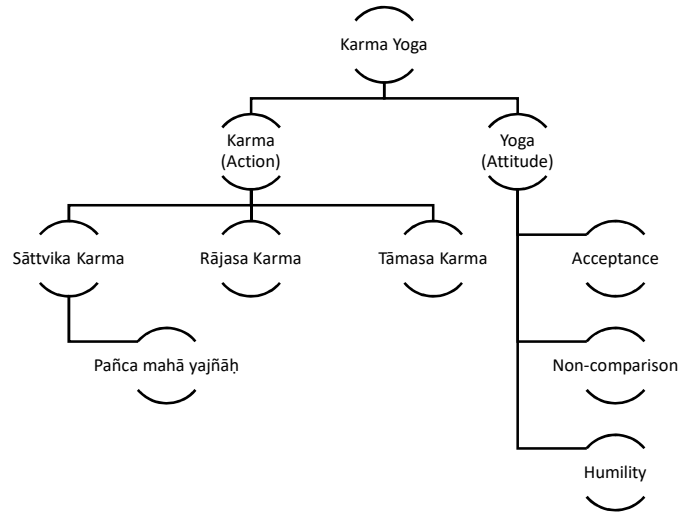 Karma Yoga
Karma
(Action)
Yoga
(Attitude)
Sāttvika Karma
Rājasa Karma
Tāmasa Karma
Acceptance
Pañca mahā yajñāḥ
Non-comparison
Humility